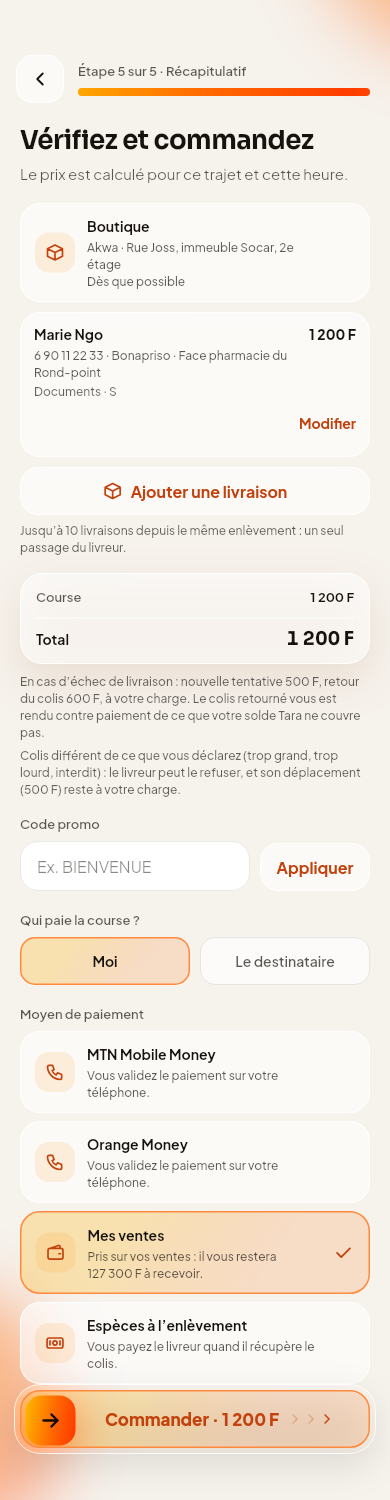 Étape 5 sur 5 · Récapitulatif
Vérifiez et commandez
Le prix est calculé pour ce trajet et cette heure.
Boutique
Akwa · Rue Joss, immeuble Socar, 2e
étage
Dès que possible
Marie Ngo 1 200 F
6 90 11 22 33 · Bonapriso · Face pharmacie du
Rond-point
Documents · S
Modifier
Ajouter une livraison
Jusqu’à 10 livraisons depuis le même enlèvement : un seul
passage du livreur.
Course 1 200 F
Total 1 200 F
En cas d’échec de livraison : nouvelle tentative 500 F, retour
du colis 600 F, à votre charge. Le colis retourné vous est
rendu contre paiement de ce que votre solde Tara ne couvre
pas.
Colis différent de ce que vous déclarez (trop grand, trop
lourd, interdit) : le livreur peut le refuser, et son déplacement
(500 F) reste à votre charge.
Code promo
Ex. BIENVENUE Appliquer
Qui paie la course ?
Moi Le destinataire
Moyen de paiement
MTN Mobile Money
Vous validez le paiement sur votre
téléphone.
Orange Money
Vous validez le paiement sur votre
téléphone.
Mes ventes
Pris sur vos ventes : il vous restera
127 300 F à recevoir.
Espèces à l’enlèvement
Vous payez le livreur quand il récupère le
colis.
Commander · 1 200 F